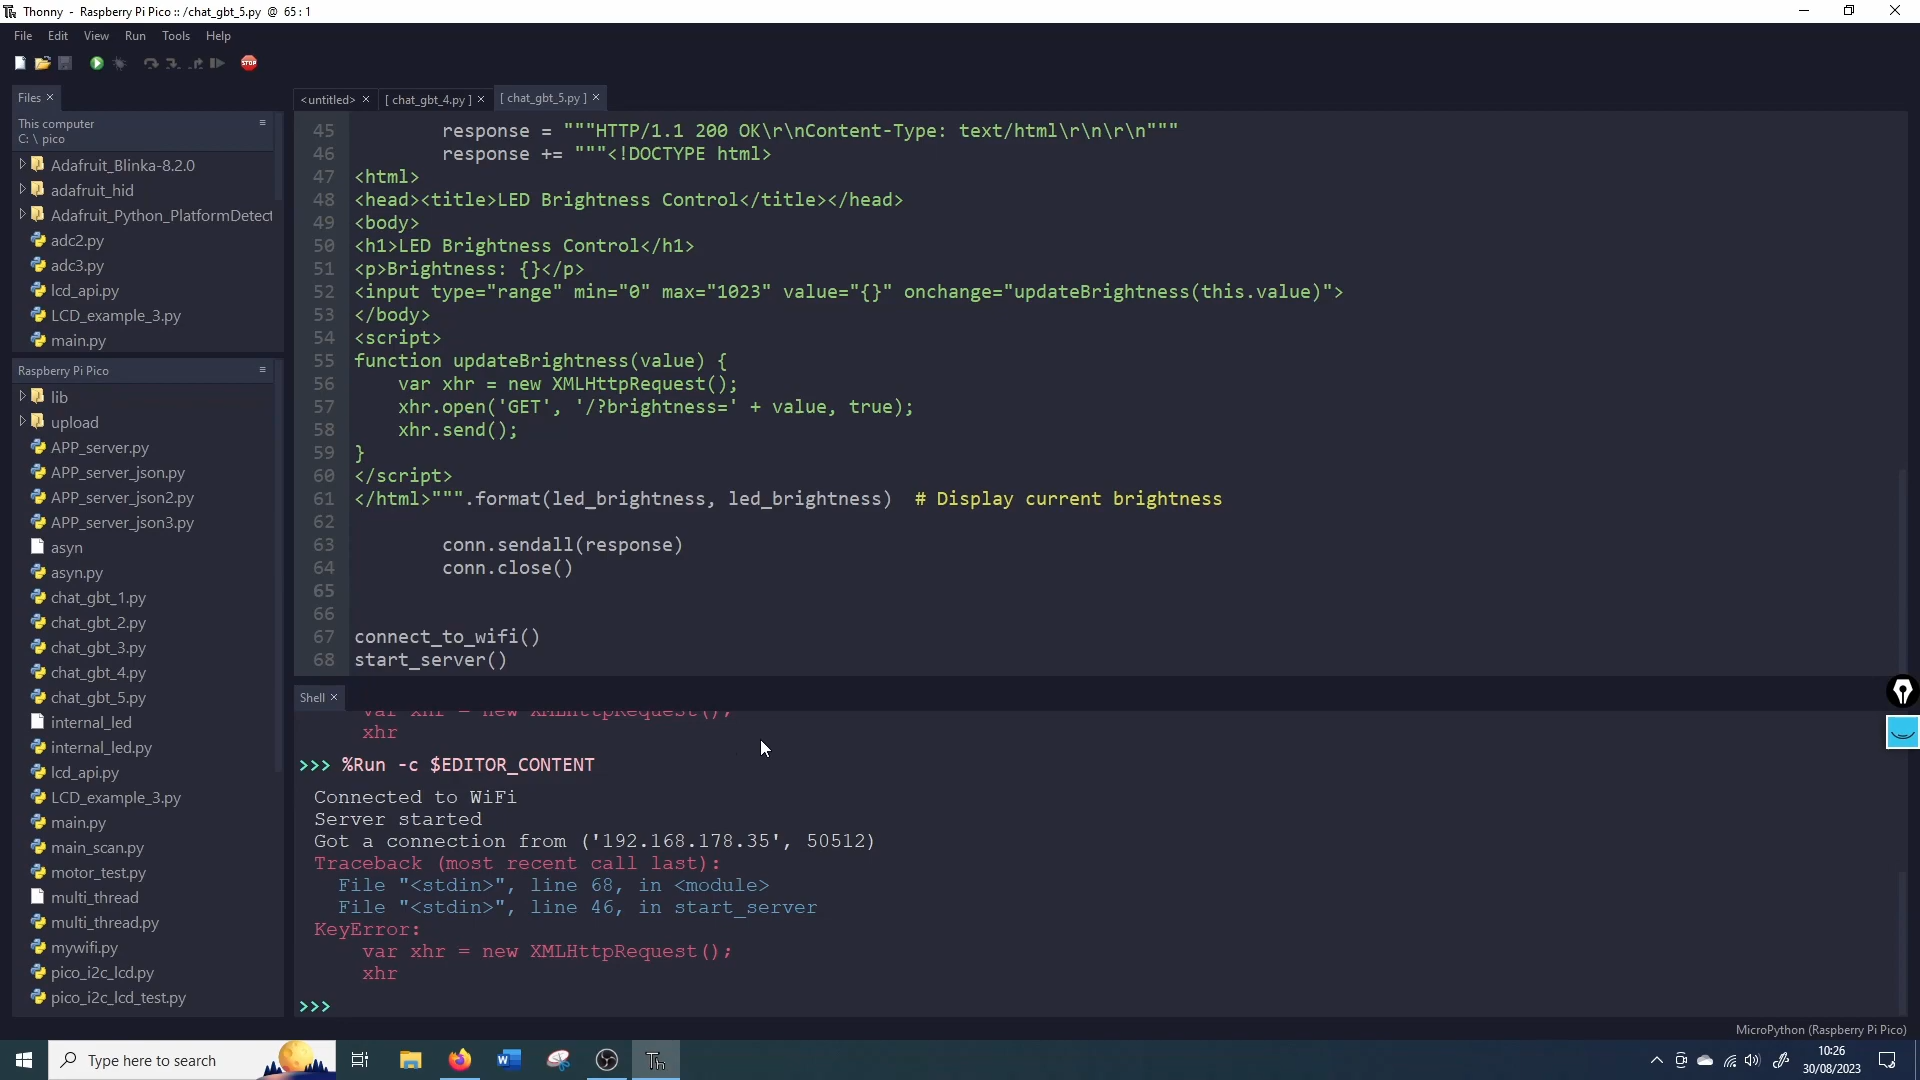 Thonny - Raspberry Pi Pico :: /chat_gbt_5.py @ 65 : 1
File Edit View Run Tools Help
STOP
Files ×
This computer
C: \ pico
Adafruit_Blinka-8.2.0
adafruit_hid
Adafruit_Python_PlatformDetect
adc2.py
adc3.py
lcd_api.py
LCD_example_3.py
main.py
Raspberry Pi Pico
lib
upload
APP_server.py
APP_server_json.py
APP_server_json2.py
APP_server_json3.py
asyn
asyn.py
chat_gbt_1.py
chat_gbt_2.py
chat_gbt_3.py
chat_gbt_4.py
chat_gbt_5.py
internal_led
internal_led.py
lcd_api.py
LCD_example_3.py
main.py
main_scan.py
motor_test.py
multi_thread
multi_thread.py
mywifi.py
pico_i2c_lcd.py
pico_i2c_lcd_test.py
<untitled> × [ chat_gbt_4.py ] × [ chat_gbt_5.py ] ×
45 response = """HTTP/1.1 200 OK\r\nContent-Type: text/html\r\n\r\n"""
46 response += """<!DOCTYPE html>
47 <html>
48 <head><title>LED Brightness Control</title></head>
49 <body>
50 <h1>LED Brightness Control</h1>
51 <p>Brightness: {}</p>
52 <input type="range" min="0" max="1023" value="{}" onchange="updateBrightness(this.value)">
53 </body>
54 <script>
55 function updateBrightness(value) {
56 var xhr = new XMLHttpRequest();
57 xhr.open('GET', '/?brightness=' + value, true);
58 xhr.send();
59 }
60 </script>
61 </html>""".format(led_brightness, led_brightness)  # Display current brightness
62
63 conn.sendall(response)
64 conn.close()
65
66
67 connect_to_wifi()
68 start_server()
Shell ×
var xhr = new XMLHttpRequest();
xhr
>>> %Run -c $EDITOR_CONTENT
Connected to WiFi
Server started
Got a connection from ('192.168.178.35', 50512)
Traceback (most recent call last):
File "<stdin>", line 68, in <module>
File "<stdin>", line 46, in start_server
KeyError:
var xhr = new XMLHttpRequest();
xhr
>>>
MicroPython (Raspberry Pi Pico)
Type here to search
10:26
30/08/2023